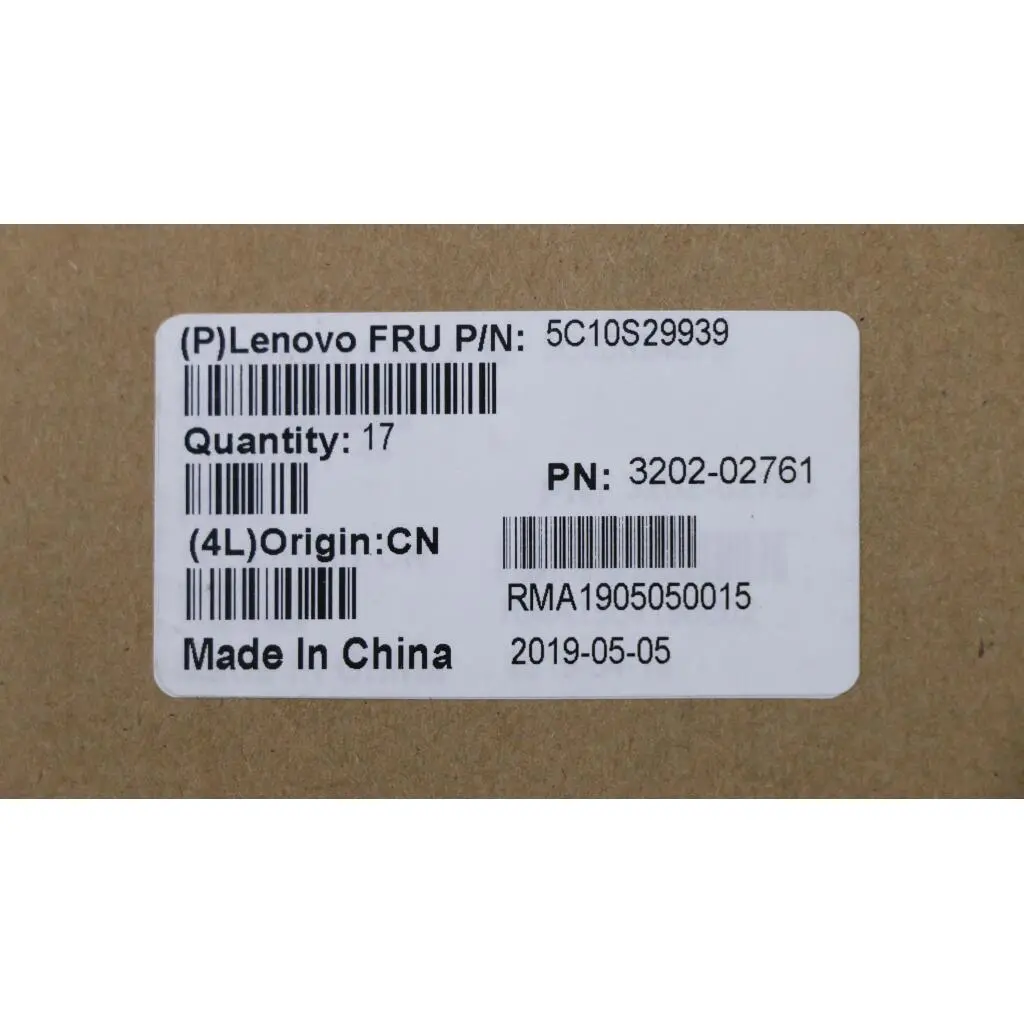 (P)Lenovo FRU P/N: 5C10S29939
Quantity: 17
PN: 3202-02761
(4L)Origin:CN
RMA1905050015
Made In China 2019-05-05